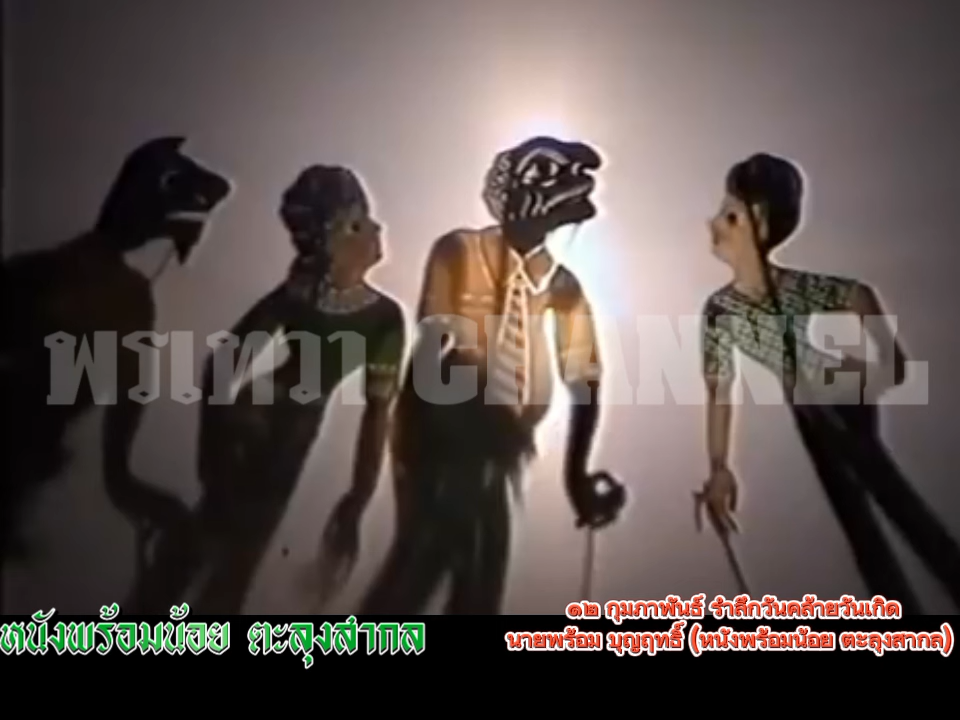 พรเทวา CHANNEL
๑๒ กุมภาพันธ์ รำลึกวันคล้ายวันเกิด
หนังพร้อมน้อย ตะลุงสากล
นายพร้อม บุญฤทธิ์ (หนังพร้อมน้อย ตะลุงสากล)